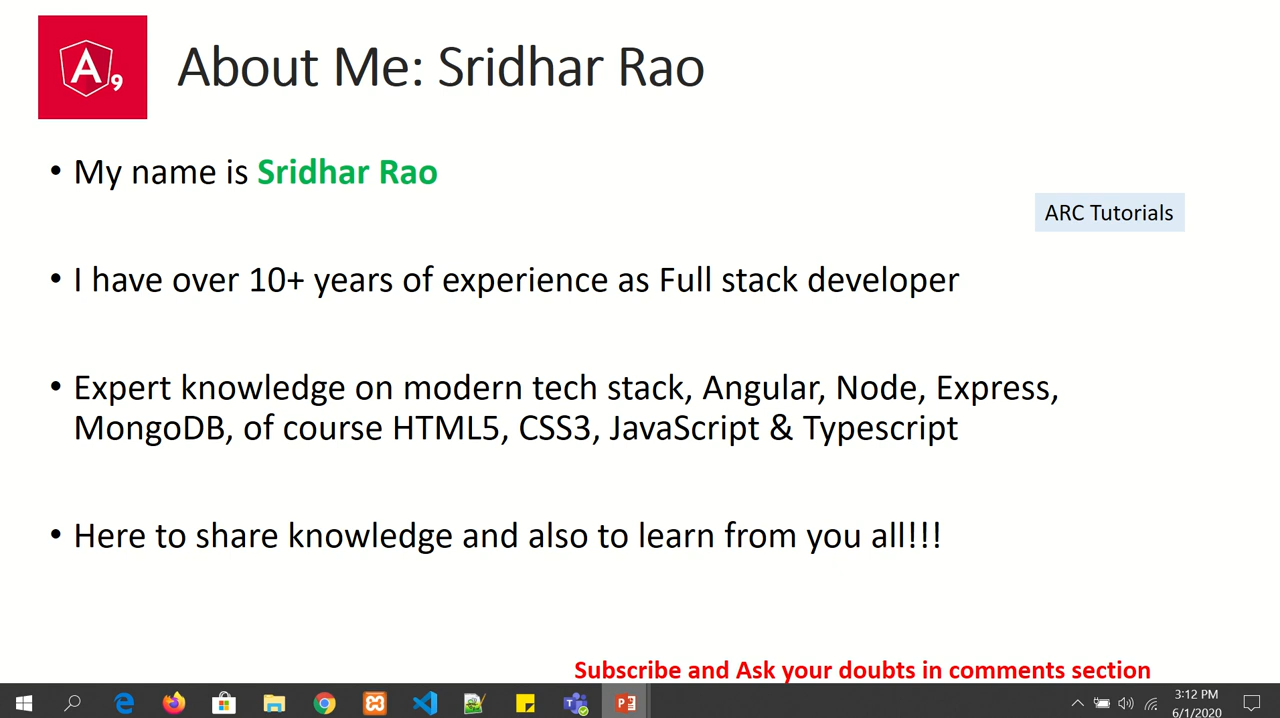 A9
About Me: Sridhar Rao
• My name is Sridhar Rao
ARC Tutorials
• I have over 10+ years of experience as Full stack developer
• Expert knowledge on modern tech stack, Angular, Node, Express,
MongoDB, of course HTML5, CSS3, JavaScript & Typescript
• Here to share knowledge and also to learn from you all!!!
Subscribe and Ask your doubts in comments section
3:12 PM
6/1/2020